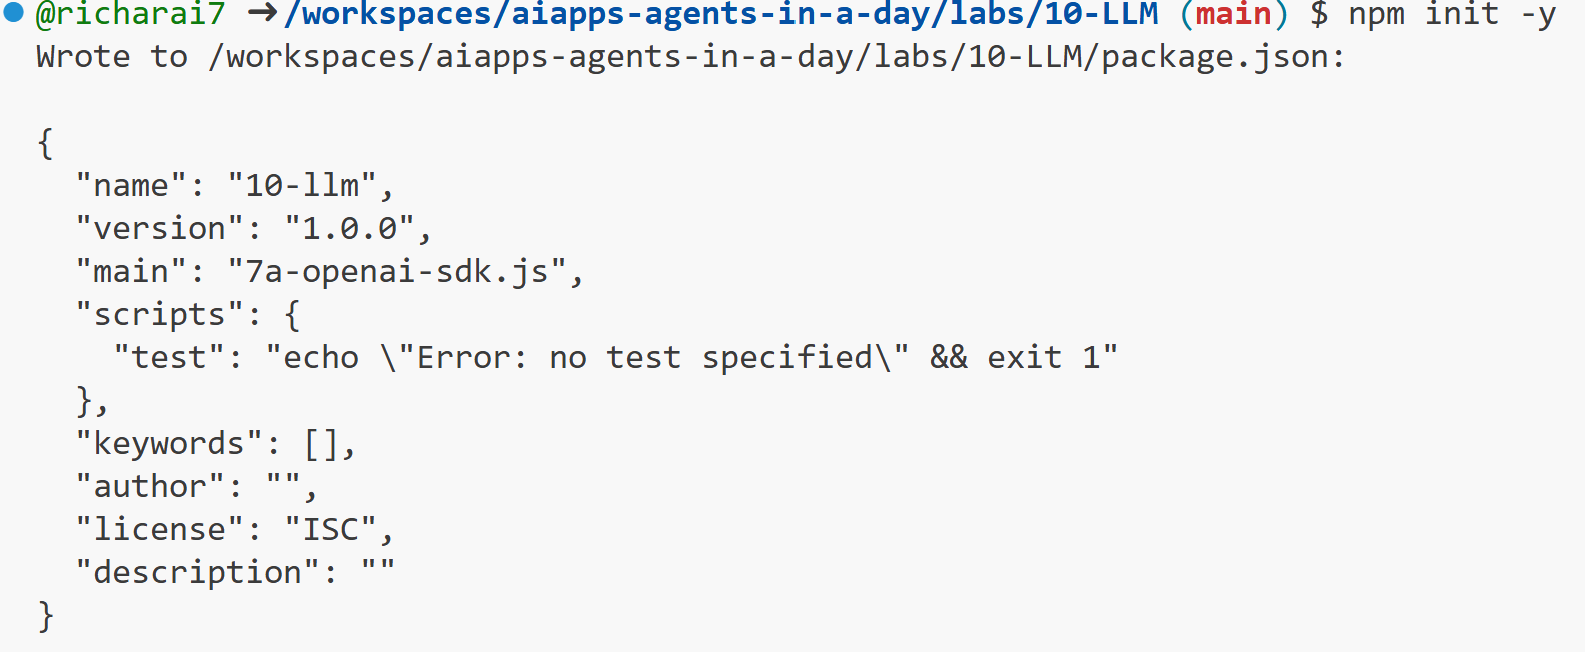 @richarai7 ➜/workspaces/aiapps-agents-in-a-day/labs/10-LLM (main) $ npm init -y
Wrote to /workspaces/aiapps-agents-in-a-day/labs/10-LLM/package.json:

{
  "name": "10-llm",
  "version": "1.0.0",
  "main": "7a-openai-sdk.js",
  "scripts": {
    "test": "echo \"Error: no test specified\" && exit 1"
  },
  "keywords": [],
  "author": "",
  "license": "ISC",
  "description": ""
}